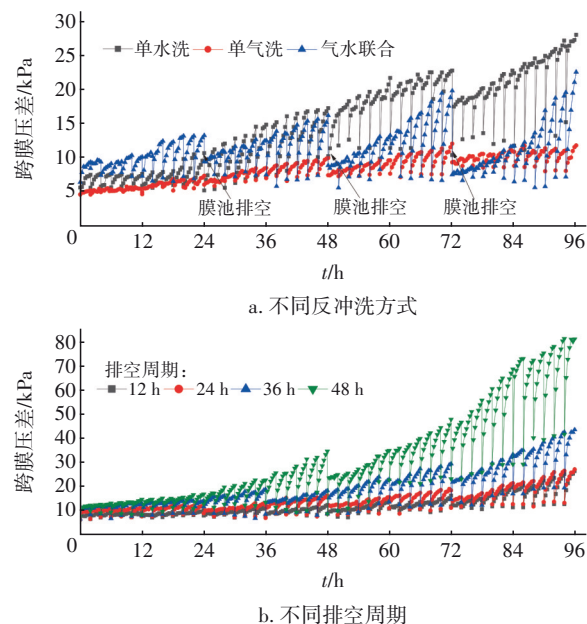 30
25
20
15
10
5
0
跨膜压差/kPa
单水洗 单气洗 气水联合
膜池排空 膜池排空 膜池排空
12 24 36 48 60 72 84 96
t/h
a. 不同反冲洗方式
80
70
60
50
40
30
20
10
0
跨膜压差/kPa
排空周期:
12 h 24 h 36 h 48 h
12 24 36 48 60 72 84 96
t/h
b. 不同排空周期